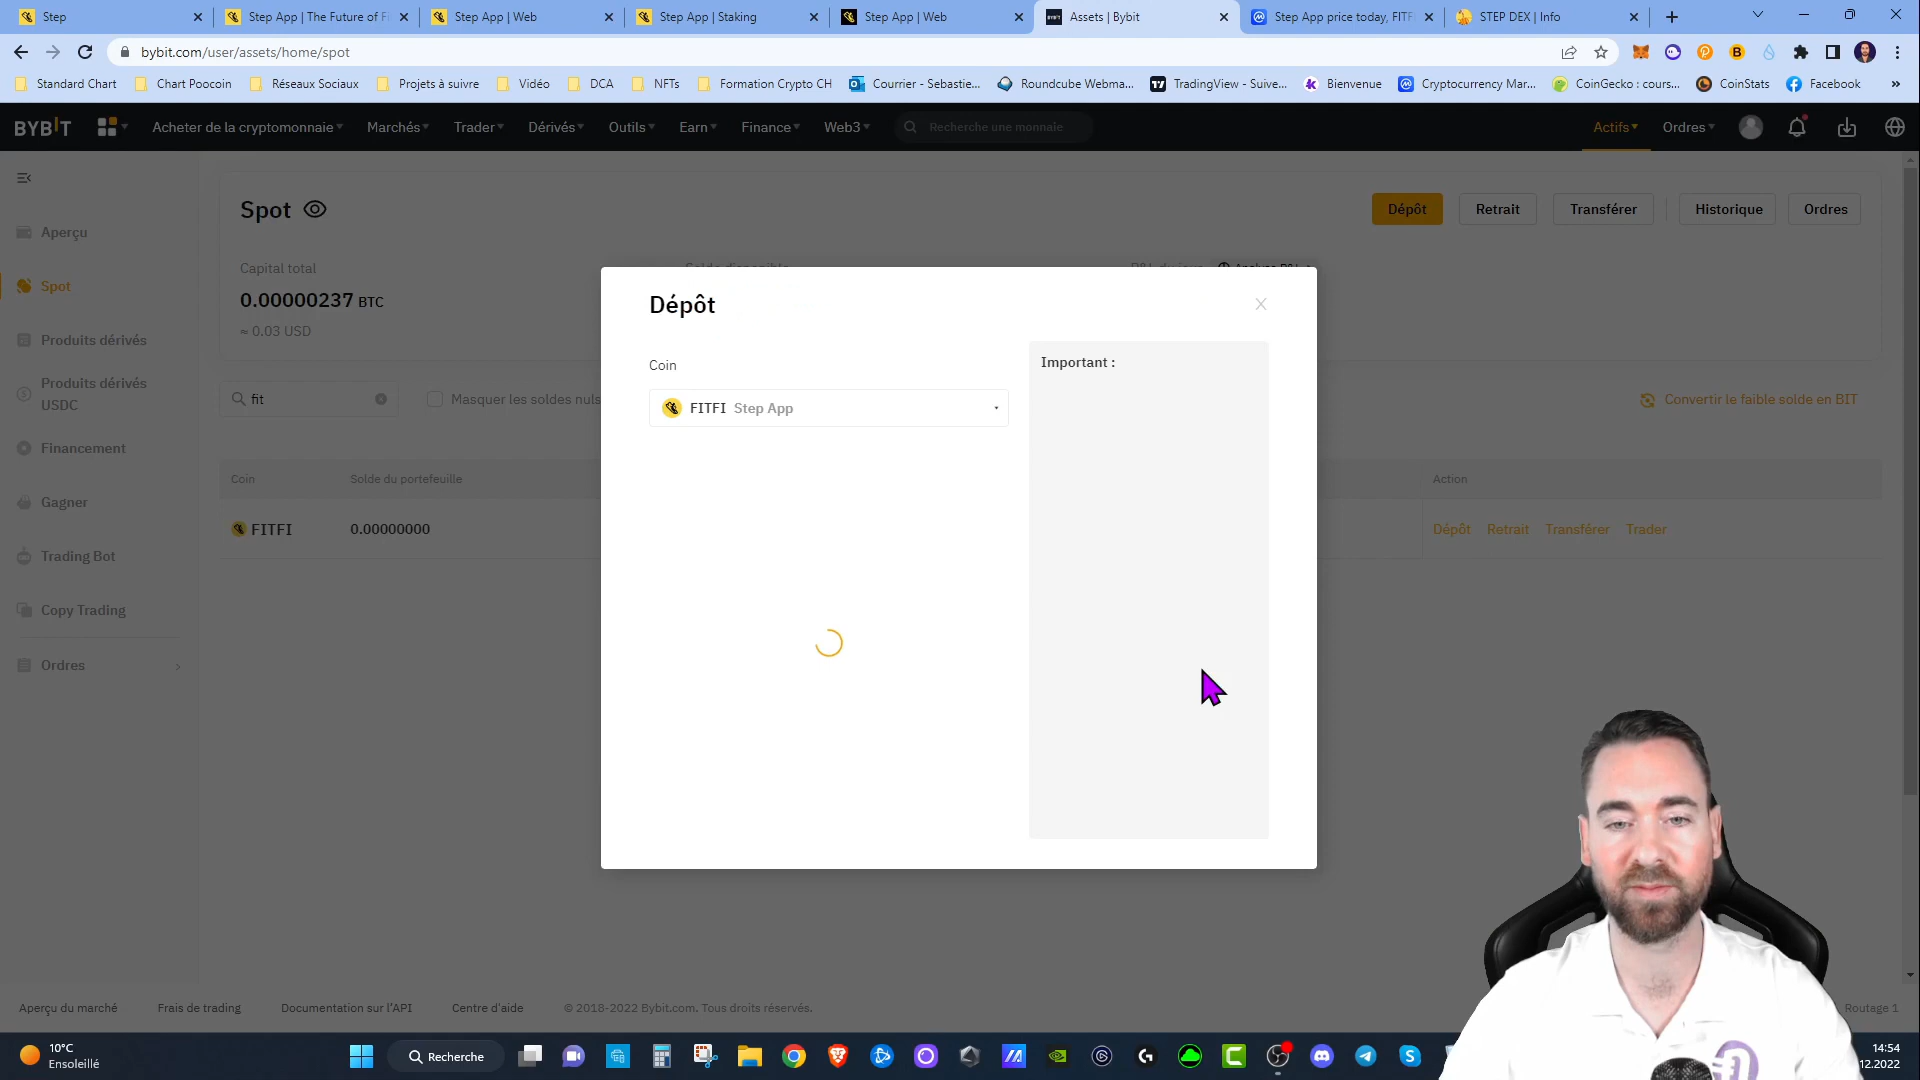 Step
Step App | The Future of Fi
Step App | Web
Step App | Staking
Step App | Web
Assets | Bybit
Step App price today, FITF
STEP DEX | Info
bybit.com/user/assets/home/spot
Standard Chart
Chart Poocoin
Réseaux Sociaux
Projets à suivre
Vidéo
DCA
NFTs
Formation Crypto CH
Courrier - Sebastie...
Roundcube Webma...
TradingView - Suive...
Bienvenue
Cryptocurrency Mar...
CoinGecko : cours...
CoinStats
Facebook
BYBIT
Acheter de la cryptomonnaie
Marchés
Trader
Dérivés
Outils
Earn
Finance
Web3
Recherche une monnaie
Actifs
Ordres
Spot
Dépôt
Retrait
Transférer
Historique
Ordres
Aperçu
Spot
Produits dérivés
Produits dérivés
USDC
Financement
Gagner
Trading Bot
Copy Trading
Ordres
Capital total
0.00000237 BTC
≈ 0.03 USD
fit
Masquer les soldes nuls
Convertir le faible solde en BIT
Coin
Solde du portefeuille
Action
FITFI
0.00000000
Dépôt
Retrait
Transférer
Trader
Dépôt
Coin
FITFI Step App
Important :
Aperçu du marché
Frais de trading
Documentation sur l'API
Centre d'aide
© 2018-2022 Bybit.com. Tous droits réservés.
Routage 1
10°C
Ensoleillé
Recherche
14:54
12.2022